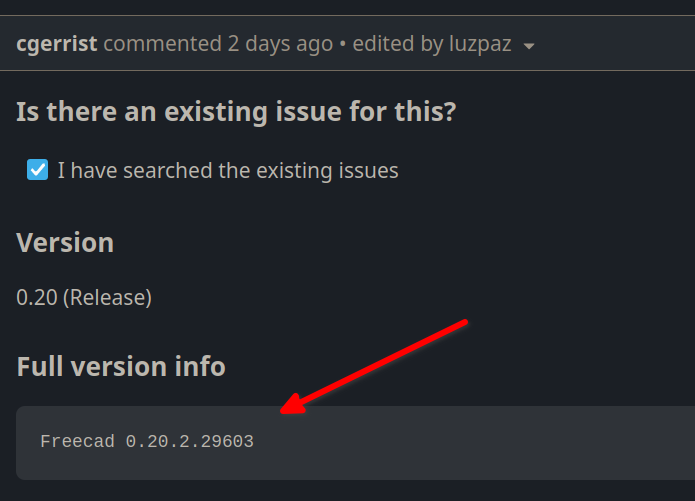 cgerrist commented 2 days ago • edited by luzpaz
Is there an existing issue for this?
I have searched the existing issues
Version
0.20 (Release)
Full version info
Freecad 0.20.2.29603